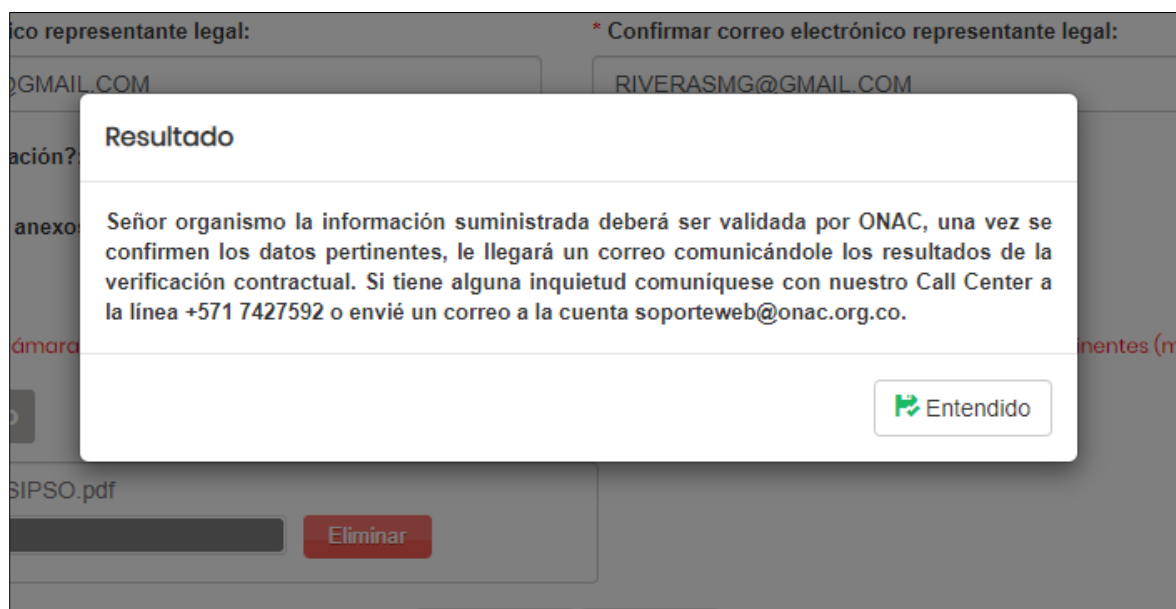 ico representante legal:
* Confirmar correo electrónico representante legal:
@GMAIL.COM
RIVERASMG@GMAIL.COM
Resultado
ación?:
Señor organismo la información suministrada deberá ser validada por ONAC, una vez se
anexo
confirmen los datos pertinentes, le llegará un correo comunicándole los resultados de la
verificación contractual. Si tiene alguna inquietud comuníquese con nuestro Call Center a
la línea +571 7427592 o envié un correo a la cuenta soporteweb@onac.org.co.
ámara
inentes (m
Entendido
SIPSO.pdf
Eliminar